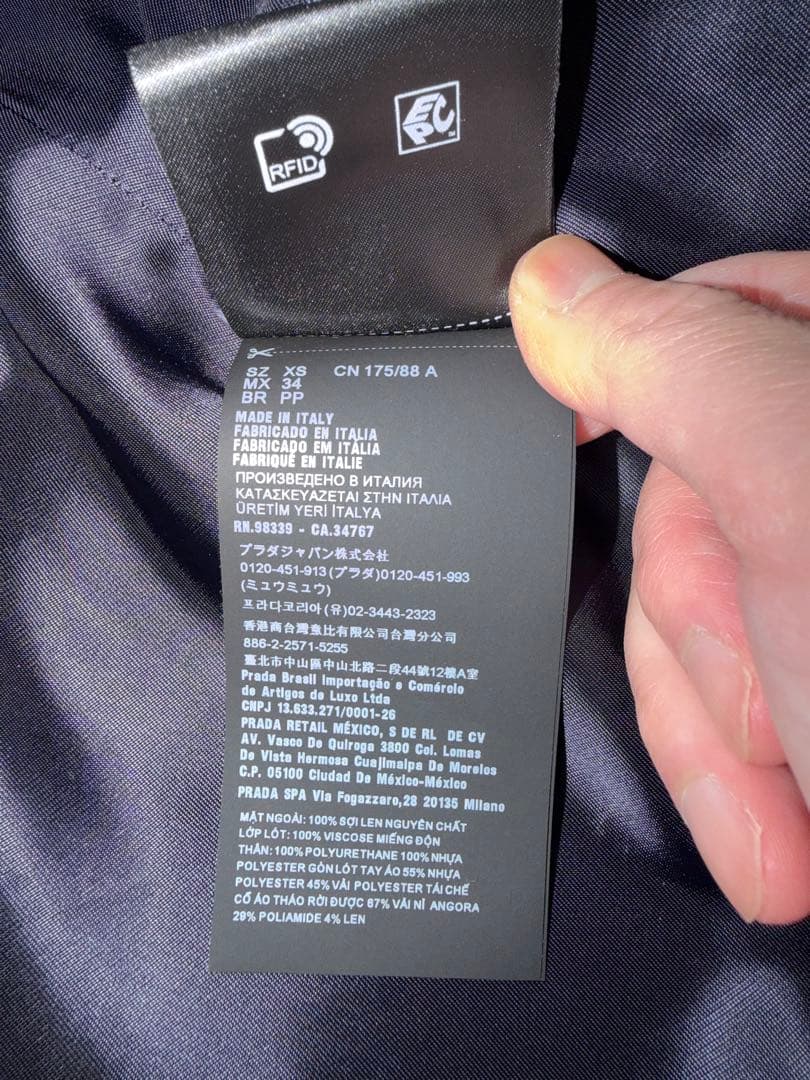 RFID
EPC™
SZ XS CN 175/88 A
MX 34
BR PP
MADE IN ITALY
FABRICADO EN ITALIA
FABRICADO EM ITÁLIA
FABRIQUÉ EN ITALIE
ПРОИЗВЕДЕНО В ИТАЛИЯ
ΚΑΤΑΣΚΕΥΑΖΕΤΑΙ ΣΤΗΝ ΙΤΑΛΙΑ
ÜRETİM YERİ İTALYA
RN.98339 - CA.34767
プラダジャパン株式会社
0120-451-913(プラダ)0120-451-993
(ミュウミュウ)
프라다코리아(유)02-3443-2323
香港商台灣意比有限公司台灣分公司
886-2-2571-5255
臺北市中山區中山北路二段44號12樓A室
Prada Brasil Importação e Comércio
de Artigos de Luxo Ltda
CNPJ 13.633.271/0001-26
PRADA RETAIL MÉXICO, S DE RL DE CV
AV. Vasco De Quiroga 3800 Col. Lomas
De Vista Hermosa Cuajimalpa De Morelos
C.P. 05100 Ciudad De México-México
PRADA SPA Via Fogazzaro,28 20135 Milano
MẶT NGOÀI: 100% SỢI LEN NGUYÊN CHẤT
LỚP LÓT: 100% VISCOSE MIẾNG ĐỘN
THÂN: 100% POLYURETHANE 100% NHỰA
POLYESTER GÒN LÓT TAY ÁO 55% NHỰA
POLYESTER 45% VẢI POLYESTER TÁI CHẾ
CỔ ÁO THÁO RỜI ĐƯỢC 67% VẢI NỈ ANGORA
29% POLIAMIDE 4% LEN